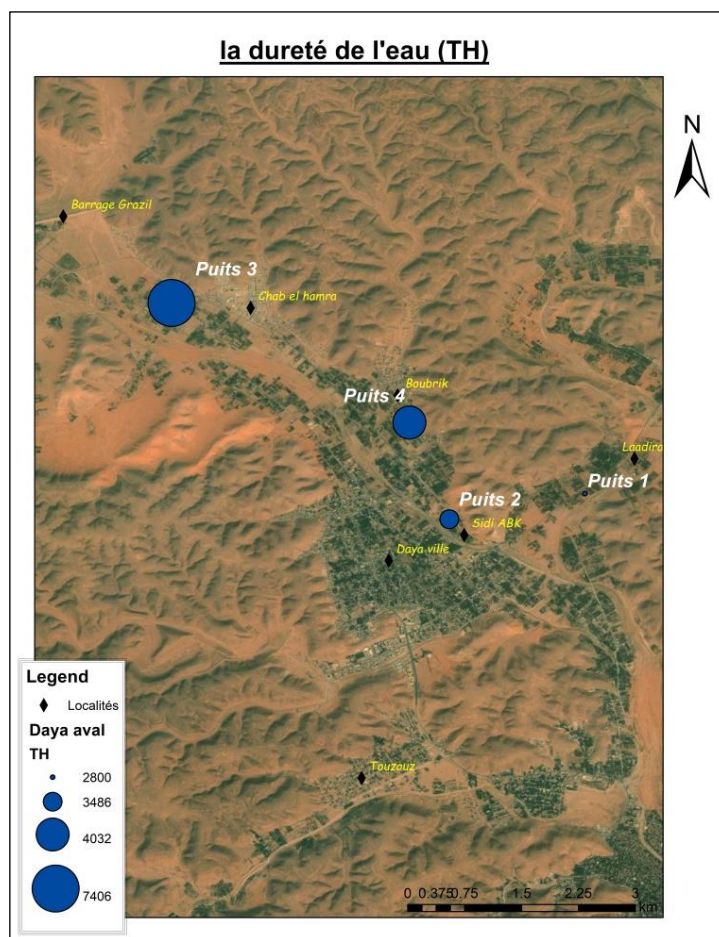 la dureté de l'eau (TH)
N
Barrage Grazil
Puits 3
Chab el hamra
Boubrik
Puits 4
Laadira
Puits 1
Puits 2
Sidi ABK
Daya ville
Touzouz
Legend
Localités
Daya aval
TH
2800
3486
4032
7406
0 0.375 0.75 1.5 2.25 3
km